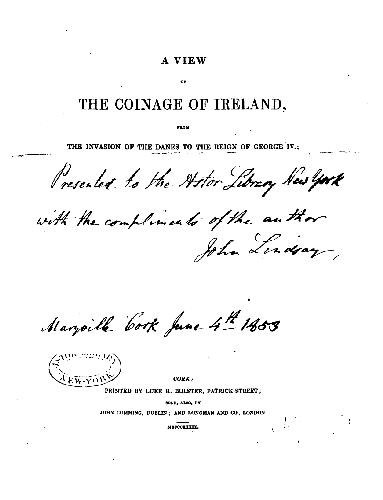 A VIEW
OF
THE COINAGE OF IRELAND,
FROM
THE INVASION OF THE DANES TO THE REIGN OF GEORGE IV.;
Presented to the Astor Library New York
with the compliments of the author
John Lindsay,
Maryville Cork June 4th 1853
ASTOR LIBRARY
NEW-YORK
CORK:
PRINTED BY LUKE H. BOLSTER, PATRICK STREET;
SOLD, ALSO, BY
JOHN CUMMING, DUBLIN; AND LONGMAN AND CO. LONDON